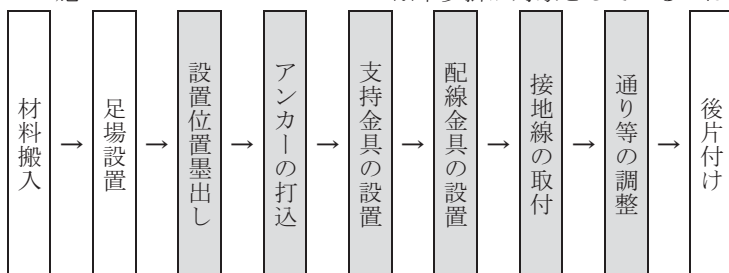 材料搬入
→
足場設置
→
設置位置墨出し
→
アンカーの打込
→
支持金具の設置
→
配線金具の設置
→
接地線の取付
→
通り等の調整
→
後片付け